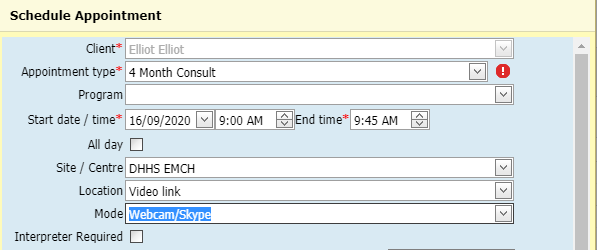 Schedule Appointment
Client* Elliot Elliot
Appointment type* 4 Month Consult
Program
Start date / time* 16/09/2020 9:00 AM End time* 9:45 AM
All day
Site / Centre DHHS EMCH
Location Video link
Mode Webcam/Skype
Interpreter Required